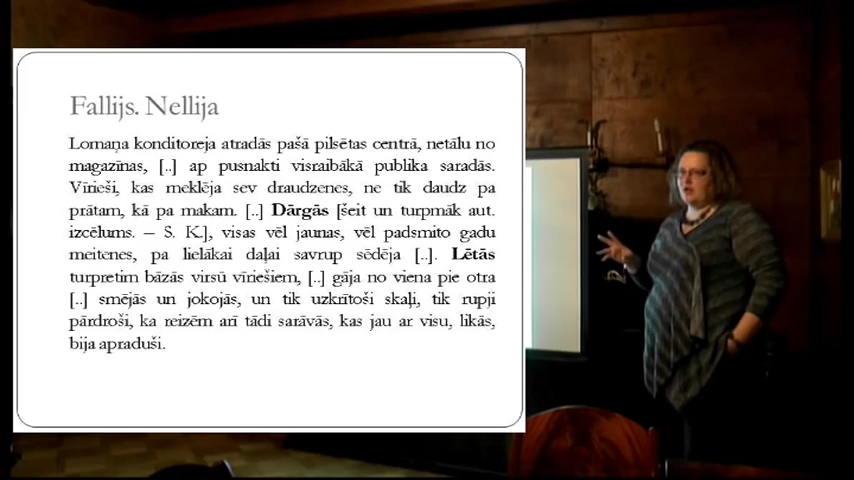 Fallijs. Nellija
Lomaņa konditoreja atradās pašā pilsētas centrā, netālu no
magazīnas, [..] ap pusnakti visraibākā publika saradās.
Vīrieši, kas meklēja sev draudzenes, ne tik daudz pa
prātam, kā pa makam. [..] Dārgās [šeit un turpmāk aut.
izcēlums. – S. K.], visas vēl jaunas, vēl padsmito gadu
meitenes, pa lielākai daļai savrup sēdēja [..]. Lētās
turpretim bāzās virsū vīriešiem, [..] gāja no viena pie otra
[..] smējās un jokojās, un tik uzkrītoši skaļi, tik rupji
pārdroši, ka reizēm arī tādi sarāvās, kas jau ar visu, likās,
bija apraduši.